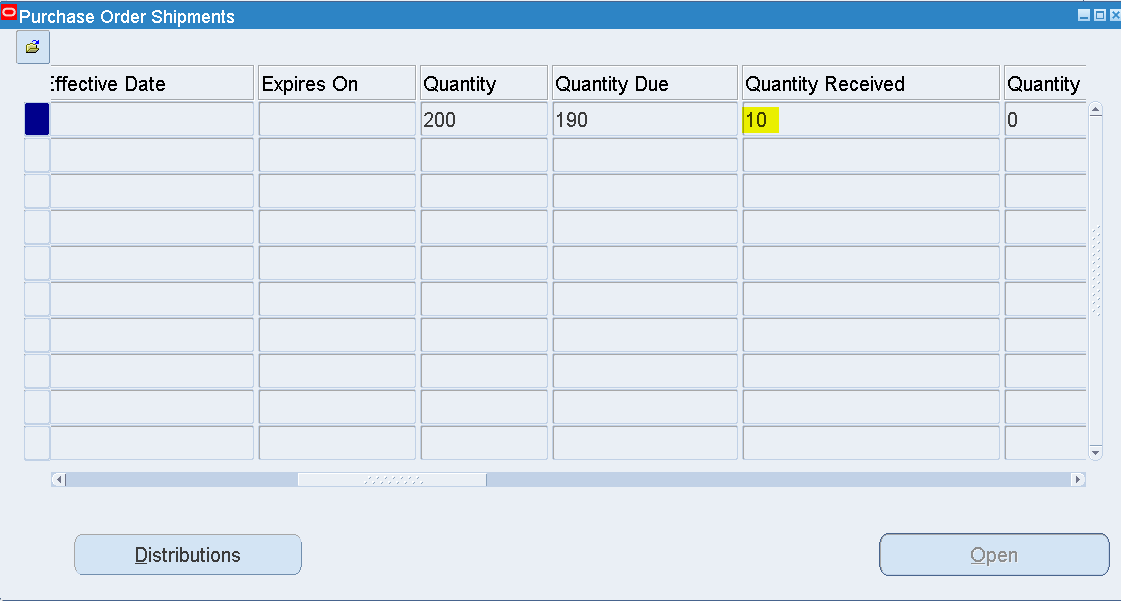 Purchase Order Shipments
Effective Date Expires On Quantity Quantity Due Quantity Received Quantity
200 190 10 0
Distributions Open